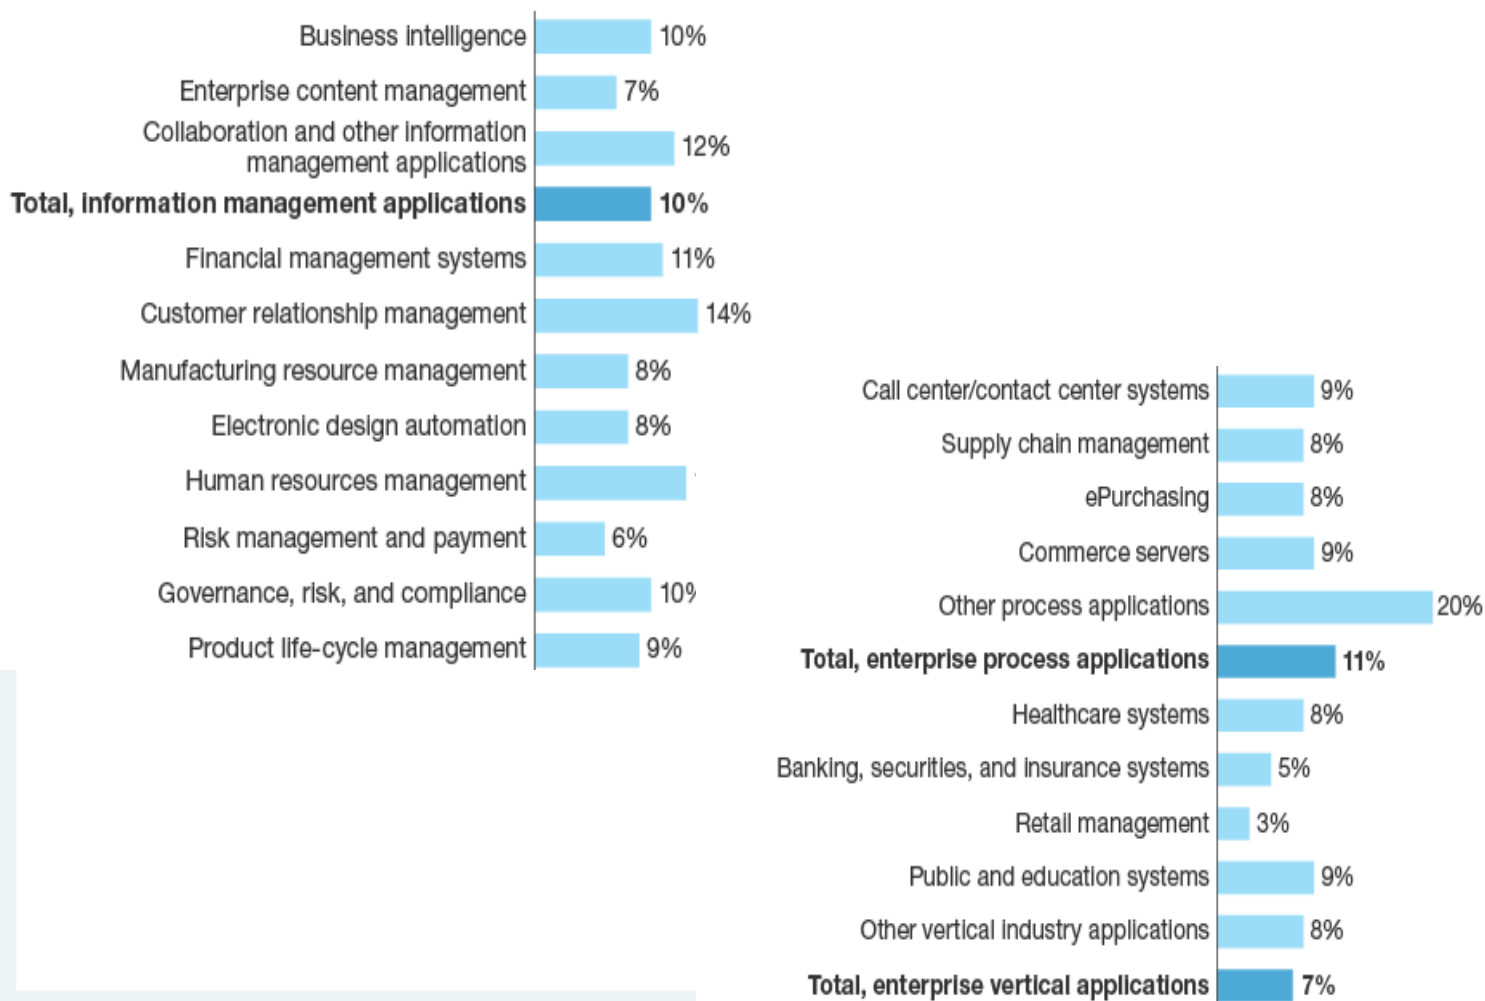 Business intelligence 10%
Enterprise content management 7%
Collaboration and other information
management applications 12%
Total, information management applications 10%
Financial management systems 11%
Customer relationship management 14%
Manufacturing resource management 8%
Electronic design automation 8%
Human resources management
Risk management and payment 6%
Governance, risk, and compliance 10%
Product life-cycle management 9%
Call center/contact center systems 9%
Supply chain management 8%
ePurchasing 8%
Commerce servers 9%
Other process applications 20%
Total, enterprise process applications 11%
Healthcare systems 8%
Banking, securities, and insurance systems 5%
Retail management 3%
Public and education systems 9%
Other vertical industry applications 8%
Total, enterprise vertical applications 7%